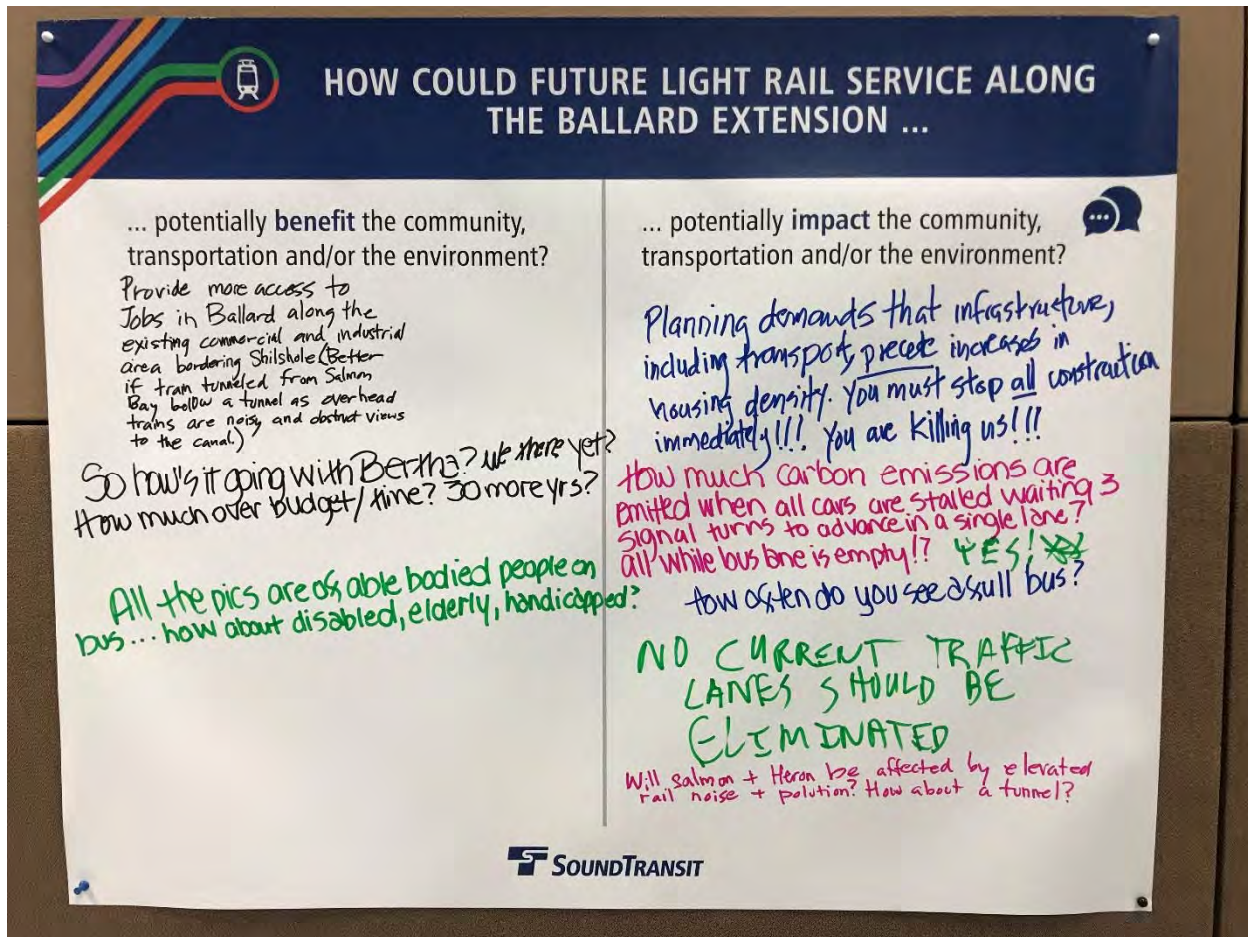 HOW COULD FUTURE LIGHT RAIL SERVICE ALONG
THE BALLARD EXTENSION ...
... potentially benefit the community,
transportation and/or the environment?
Provide more access to
Jobs in Ballard along the
existing commercial and industrial
area bordering Shilshole (Better
if train tunneled from Salmon
Bay bollow a tunnel as overhead
trains are noisy and obstruct views
to the canal.)
So how's it going with Bertha? We there yet?
How much over budget/time? 30 more yrs?
All the pics are of able bodied people on
bus... how about disabled, elderly, handicapped?
... potentially impact the community,
transportation and/or the environment?
Planning demands that infrastructure,
including transport, precete increases in
housing density. You must stop all construction
immediately!!! You are killing us!!!
How much carbon emissions are
emitted when all cars are stalled waiting 3
signal turns to advance in a single lane?
all while bus lane is empty!? YES!
How often do you see a full bus?
NO CURRENT TRAFFIC
LANES SHOULD BE
ELIMINATED
Will salmon + Heron be affected by elevated
rail noise + polution? How about a tunnel?
SOUNDTRANSIT